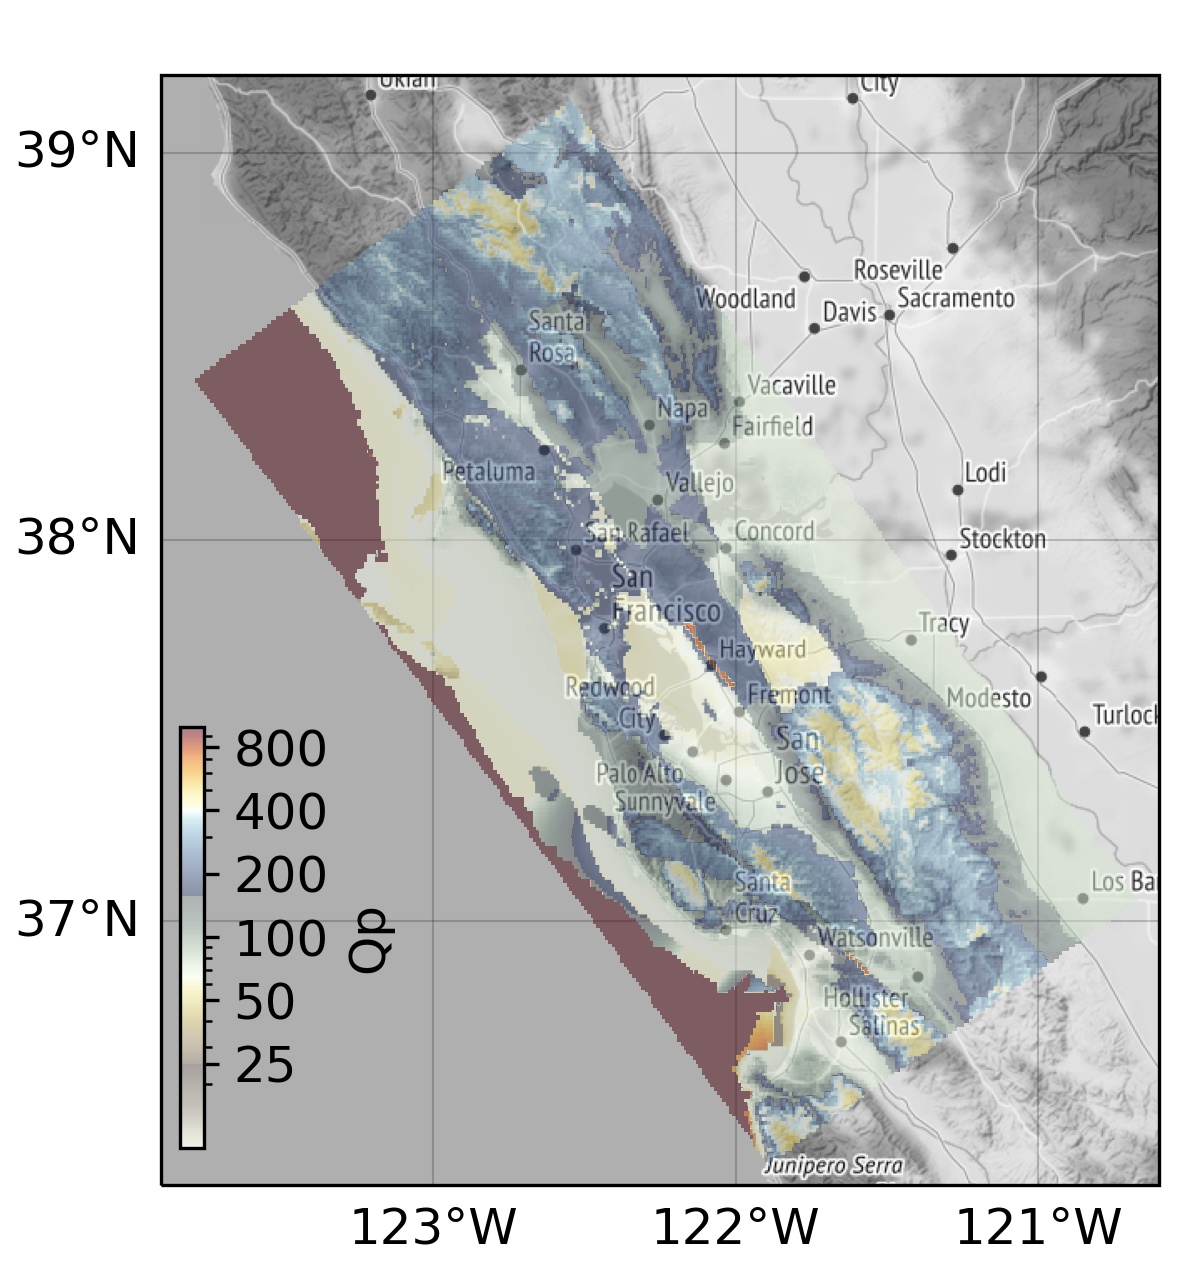 Ukiah
City
39°N
Roseville
Woodland
Sacramento
Davis
Santa
Rosa
Vacaville
Napa
Fairfield
Petaluma
Lodi
Vallejo
38°N
San Rafael
Concord
Stockton
San
Francisco
Tracy
Hayward
Redwood
City
Fremont
Modesto
Turlock
San
Jose
800
Palo Alto
Sunnyvale
400
200
Santa
Cruz
Los Ba
37°N
100
Qp
Watsonville
50
Hollister
Salinas
25
Junipero Serra
123°W
122°W
121°W